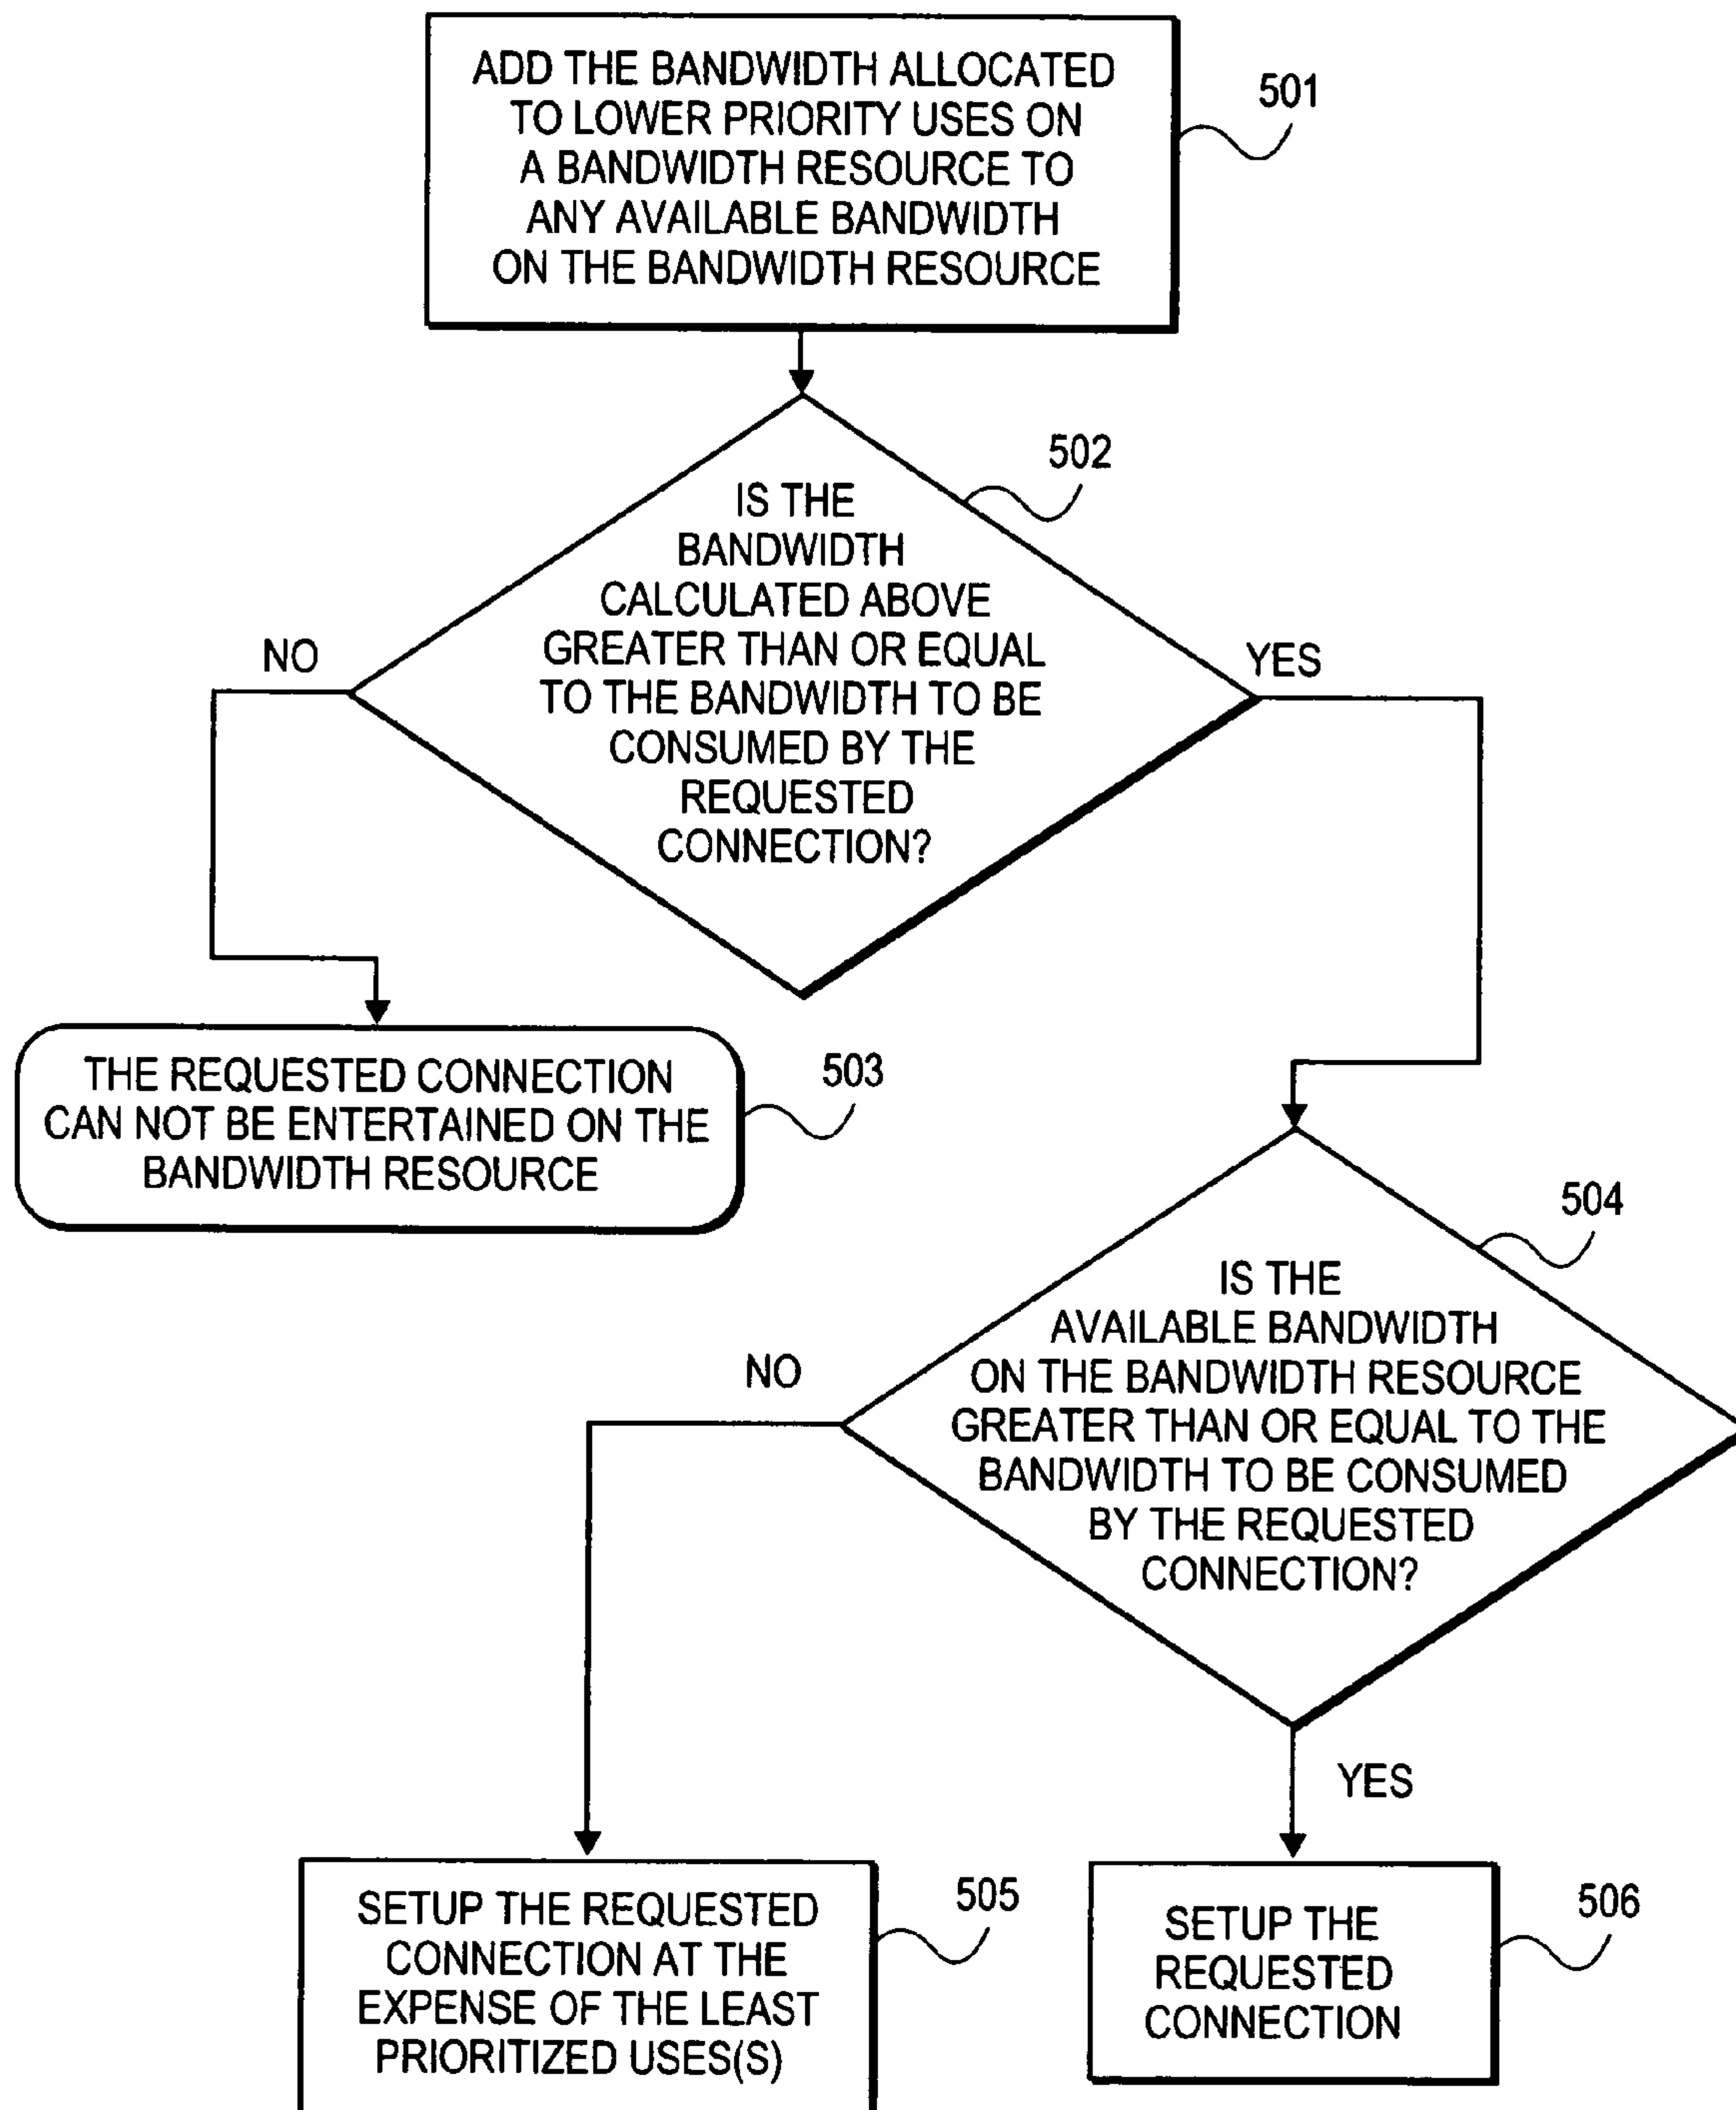 ADD THE BANDWIDTH ALLOCATED
TO LOWER PRIORITY USES ON
A BANDWIDTH RESOURCE TO
ANY AVAILABLE BANDWIDTH
ON THE BANDWIDTH RESOURCE
501
502
IS THE
BANDWIDTH
CALCULATED ABOVE
GREATER THAN OR EQUAL
TO THE BANDWIDTH TO BE
CONSUMED BY THE
REQUESTED
CONNECTION?
NO
YES
THE REQUESTED CONNECTION
CAN NOT BE ENTERTAINED ON THE
BANDWIDTH RESOURCE
503
504
IS THE
AVAILABLE BANDWIDTH
ON THE BANDWIDTH RESOURCE
GREATER THAN OR EQUAL TO THE
BANDWIDTH TO BE CONSUMED
BY THE REQUESTED
CONNECTION?
NO
YES
SETUP THE REQUESTED
CONNECTION AT THE
EXPENSE OF THE LEAST
PRIORITIZED USES(S)
505
SETUP THE
REQUESTED
CONNECTION
506